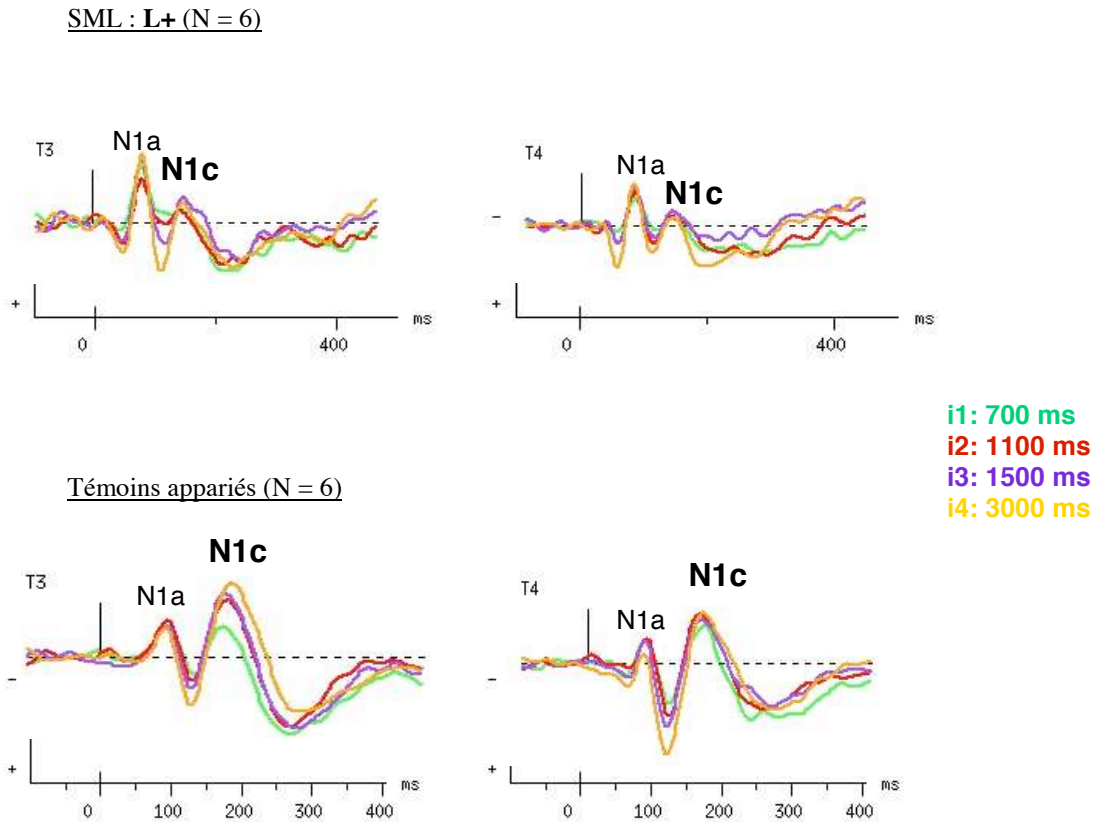 SML : L+ (N = 6)
T3
N1a
N1c
T4
N1a
N1c
-
+
ms
0
400
+
ms
0
400
i1: 700 ms
i2: 1100 ms
i3: 1500 ms
i4: 3000 ms
Témoins appariés (N = 6)
T3
N1a
N1c
T4
N1a
N1c
-
+
ms
0 100 200 300 400
-
+
ms
0 100 200 300 400